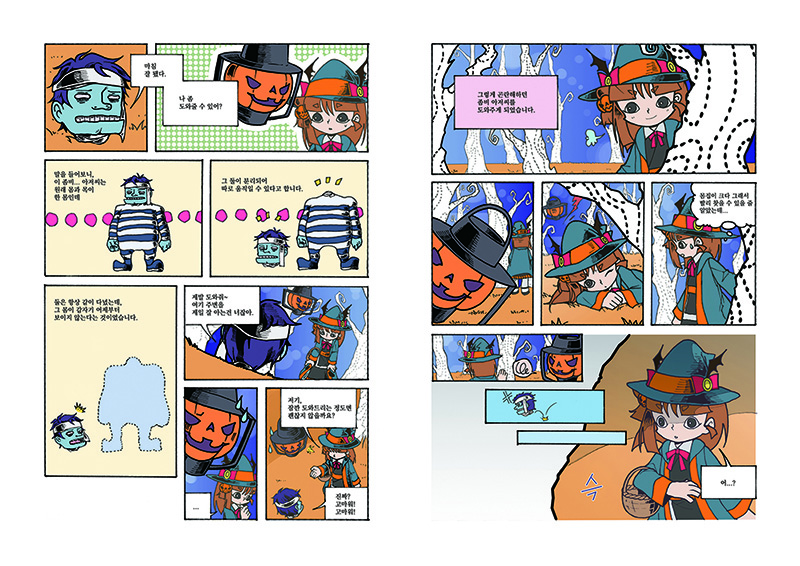 마침
잘 됐다.
나 좀
도와줄 수 있어?
말을 들어보니,
이 좀비... 아저씨는
원래 몸과 목이
한 몸인데
그 둘이 분리되어
따로 움직일 수 있다고 합니다.
둘은 항상 같이 다녔는데,
그 몸이 갑자기 어제부터
보이지 않는다는 것이었습니다.
제발 도와줘~
여기 주변을
제일 잘 아는건 너잖아.
...
저기,
잠깐 도와드리는 정도면
괜찮지 않을까요?
진짜?
고마워!
고마워!
그렇게 곤란해하던
좀비 아저씨를
도와주게 되었습니다.
몸집이 크다 그래서
빨리 찾을 수 있을 줄
알았는데...
슥
어...?